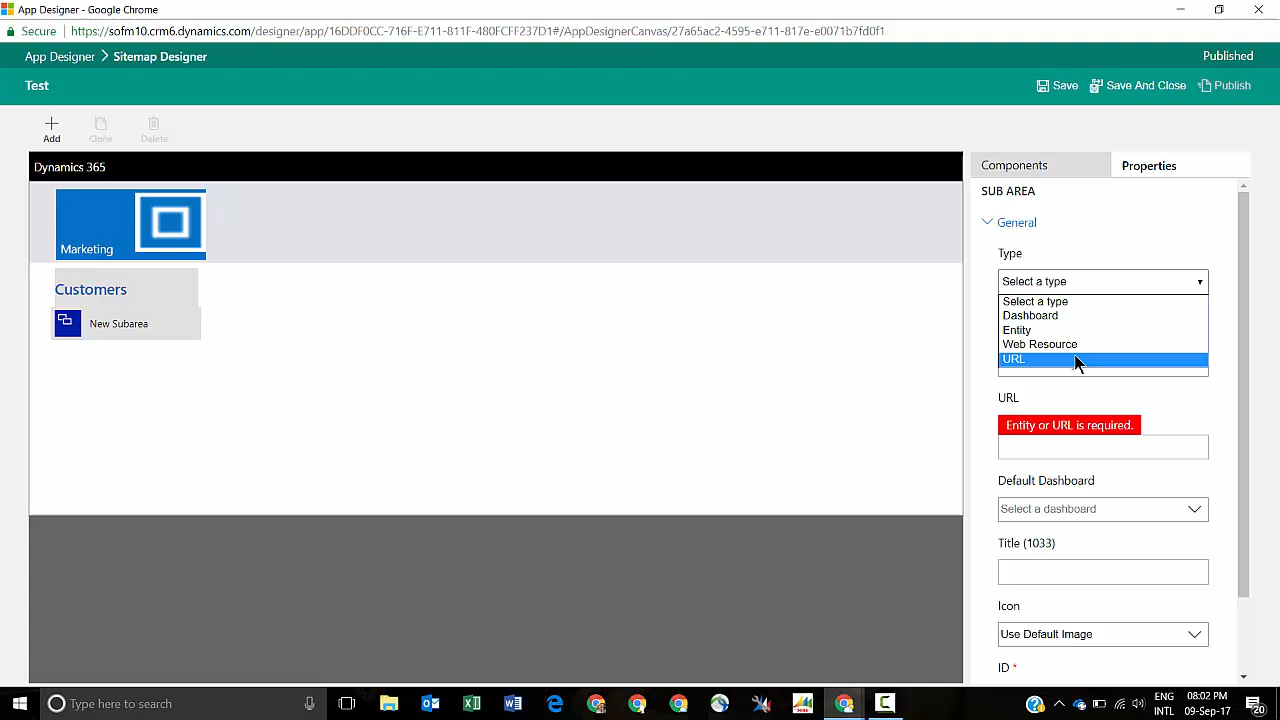 App Designer - Google Chrome
Secure
https://sofm10.crm6.dynamics.com/designer/app/16DDF0CC-716F-E711-811F-480FCFF237D1#/AppDesignerCanvas/27a65ac2-4595-e711-817e-e0071b7fd0f1
App Designer > Sitemap Designer
Published
Test
Save
Save And Close
Publish
Add
Clone
Delete
Dynamics 365
Marketing
Customers
New Subarea
Components
Properties
SUB AREA
General
Type
Select a type
Select a type
Dashboard
Entity
Web Resource
URL
URL
Entity or URL is required.
Default Dashboard
Select a dashboard
Title (1033)
Icon
Use Default Image
ID *
Type here to search
ENG
INTL
08:02 PM
09-Sep-17
20